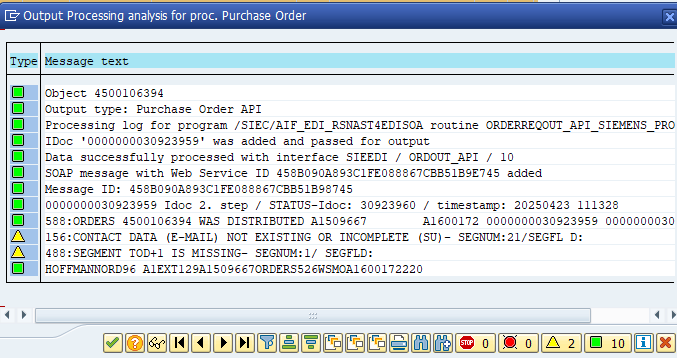 Output Processing analysis for proc. Purchase Order
Type Message text
Object 4500106394
Output type: Purchase Order API
Processing log for program /SIEC/AIF_EDI_RSNAST4EDISOA routine ORDERREQOUT_API_SIEMENS_PRO
IDoc '0000000030923959' was added and passed for output
Data successfully processed with interface SIEEDI / ORDOUT_API / 10
SOAP message with Web Service ID 458B090A893C1FE088867CBB51B9E745 added
Message ID: 458B090A893C1FE088867CBB51B98745
0000000030923959 Idoc 2. step / STATUS-Idoc: 30923960 / timestamp: 20250423 111328
588:ORDERS 4500106394 WAS DISTRIBUTED A1509667 A1600172 0000000030923959 0000000030
156:CONTACT DATA (E-MAIL) NOT EXISTING OR INCOMPLETE (SU)- SEGNUM:21/SEGFL D:
488:SEGMENT TOD+1 IS MISSING- SEGNUM:1/ SEGFLD:
HOFFMANNORD96 A1EXT129A1509667ORDERS526WSMOA1600172220
STOP 0 0 2 10